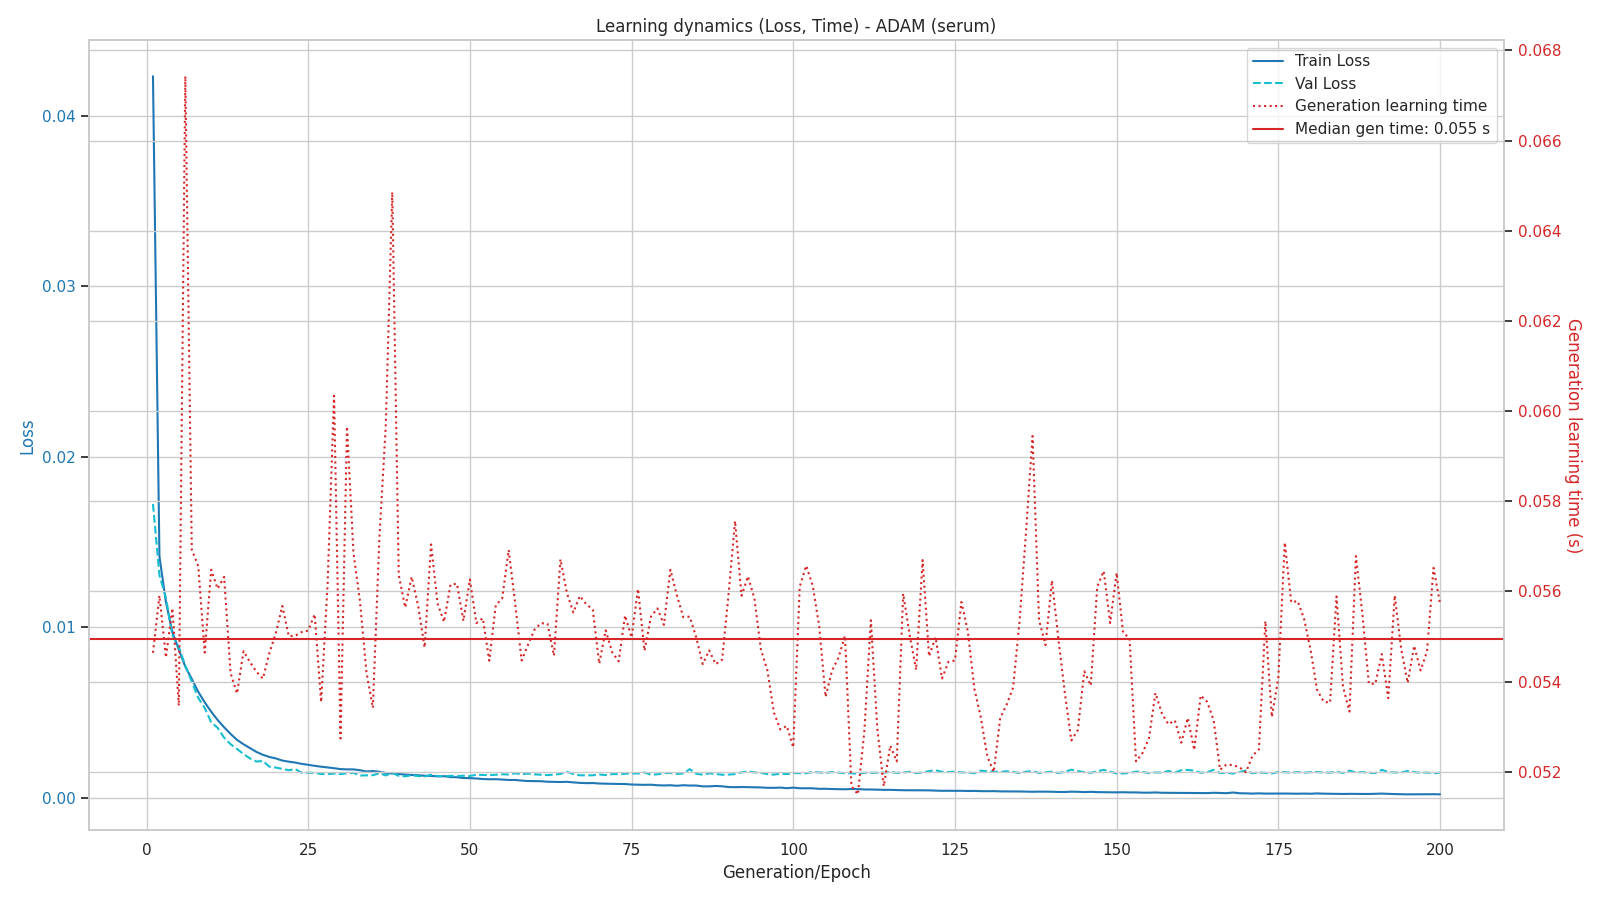 Learning dynamics (Loss, Time) - ADAM (serum)
Train Loss
Val Loss
Generation learning time
Median gen time: 0.055 s
Loss
0.04
0.03
0.02
0.01
0.00
0.068
0.066
0.064
0.062
0.060
0.058
0.056
0.054
0.052
Generation learning time (s)
0 25 50 75 100 125 150 175 200
Generation/Epoch